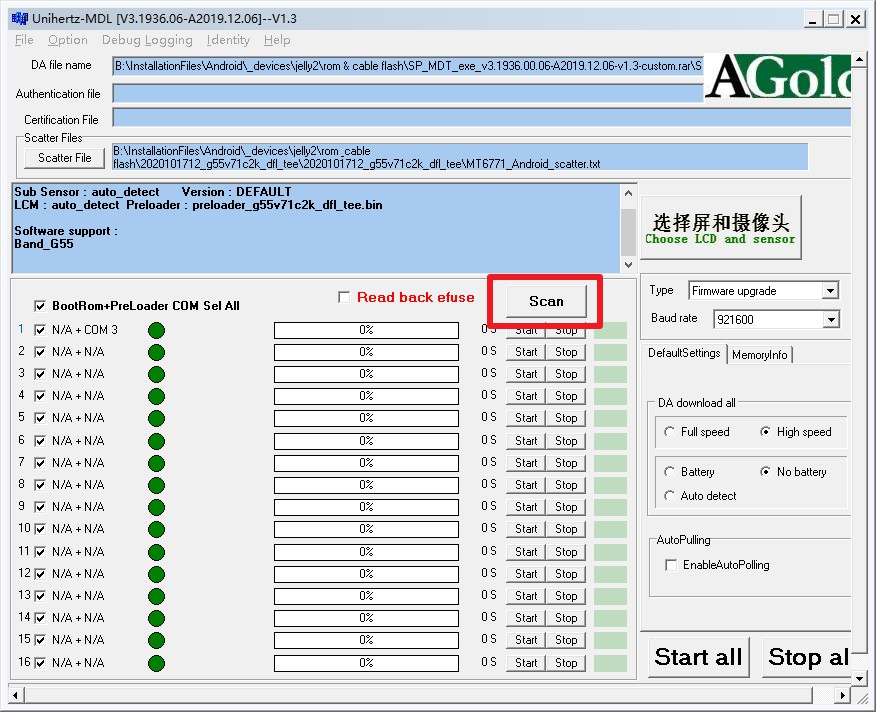 Unihertz-MDL [V3.1936.06-A2019.12.06]--V1.3
File Option Debug Logging Identity Help
DA file name B:\InstallationFiles\Android\_devices\jelly2\rom & cable flash\SP_MDT_exe_v3.1936.00.06-A2019.12.06-v1.3-custom.rar\S
AGolo
Authentication file
Certification File
Scatter Files
Scatter File B:\InstallationFiles\Android\_devices\jelly2\rom_cable
flash\2020101712_g55v71c2k_dfl_tee\2020101712_g55v71c2k_dfl_tee\MT6771_Android_scatter.txt
Sub Sensor : auto_detect Version : DEFAULT
LCM : auto_detect Preloader : preloader_g55v71c2k_dfl_tee.bin
Software support :
Band_G55
选择屏和摄像头
Choose LCD and sensor
BootRom+PreLoader COM Sel All Read back efuse Scan
1 N/A + COM 3 0% 0 S Start Stop
2 N/A + N/A 0% 0 S Start Stop
3 N/A + N/A 0% 0 S Start Stop
4 N/A + N/A 0% 0 S Start Stop
5 N/A + N/A 0% 0 S Start Stop
6 N/A + N/A 0% 0 S Start Stop
7 N/A + N/A 0% 0 S Start Stop
8 N/A + N/A 0% 0 S Start Stop
9 N/A + N/A 0% 0 S Start Stop
10 N/A + N/A 0% 0 S Start Stop
11 N/A + N/A 0% 0 S Start Stop
12 N/A + N/A 0% 0 S Start Stop
13 N/A + N/A 0% 0 S Start Stop
14 N/A + N/A 0% 0 S Start Stop
15 N/A + N/A 0% 0 S Start Stop
16 N/A + N/A 0% 0 S Start Stop
Type Firmware upgrade
Baud rate 921600
DefaultSettings MemoryInfo
DA download all
Full speed High speed
Battery No battery
Auto detect
AutoPulling
EnableAutoPolling
Start all Stop al